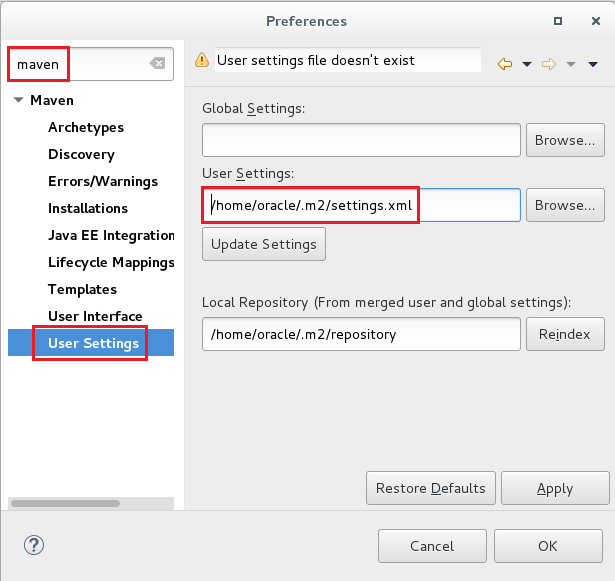 Preferences
maven
User settings file doesn't exist
Maven
Archetypes
Discovery
Errors/Warnings
Installations
Java EE Integration
Lifecycle Mappings
Templates
User Interface
User Settings
Global Settings:
Browse...
User Settings:
/home/oracle/.m2/settings.xml
Browse...
Update Settings
Local Repository (From merged user and global settings):
/home/oracle/.m2/repository
Reindex
Restore Defaults
Apply
?
Cancel
OK